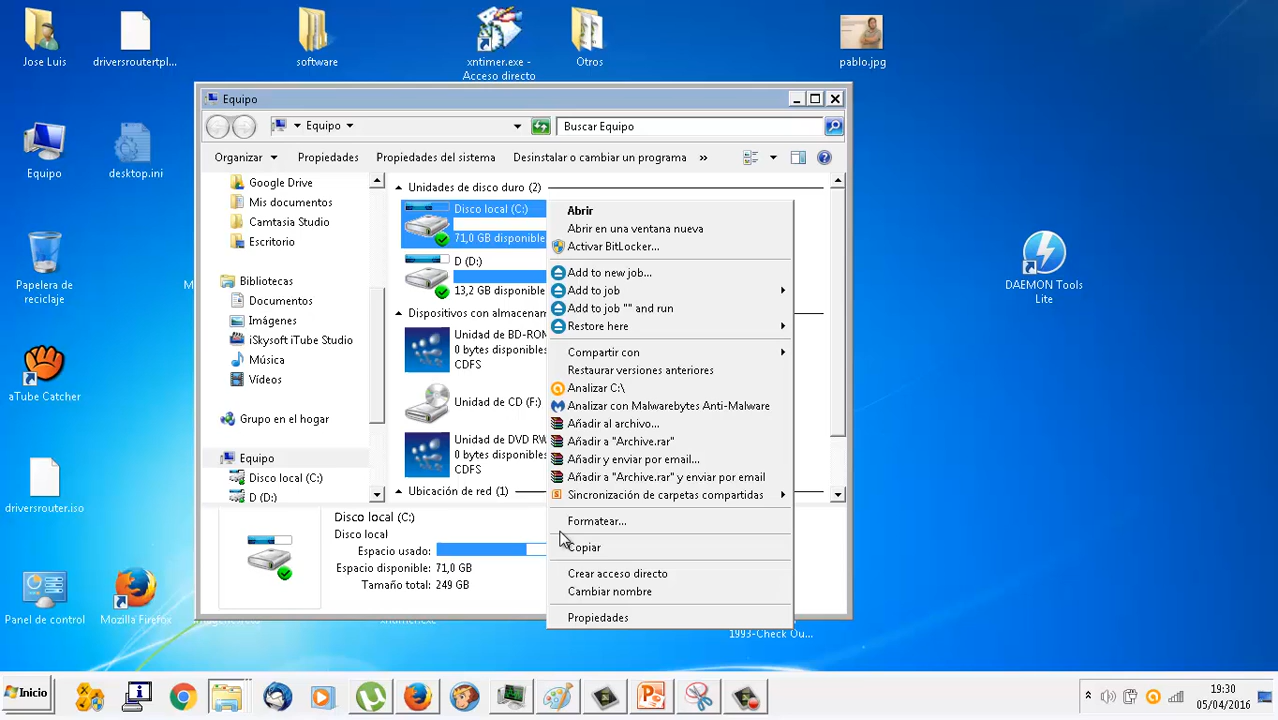 Jose Luis
driversroutertpl...
software
xntimer.exe -
Acceso directo
Otros
pablo.jpg
Equipo
desktop.ini
Papelera de
reciclaje
M
aTube Catcher
driversrouter.iso
Panel de control
Mozilla Firefox
DAEMON Tools
Lite
1993-Check Ou...
Equipo
Equipo
Buscar Equipo
Organizar
Propiedades
Propiedades del sistema
Desinstalar o cambiar un programa
»
Google Drive
Mis documentos
Camtasia Studio
Escritorio
Bibliotecas
Documentos
Imágenes
iSkysoft iTube Studio
Música
Vídeos
Grupo en el hogar
Equipo
Disco local (C:)
D (D:)
Unidades de disco duro (2)
Disco local (C:)
71,0 GB disponible
D (D:)
13,2 GB disponible
Dispositivos con almacenam
Unidad de BD-ROM
0 bytes disponibles
CDFS
Unidad de CD (F:)
Unidad de DVD RW
0 bytes disponibles
CDFS
Ubicación de red (1)
Disco local (C:)
Disco local
Espacio usado:
Espacio disponible: 71,0 GB
Tamaño total: 249 GB
Abrir
Abrir en una ventana nueva
Activar BitLocker...
Add to new job...
Add to job
Add to job "" and run
Restore here
Compartir con
Restaurar versiones anteriores
Analizar C:\
Analizar con Malwarebytes Anti-Malware
Añadir al archivo...
Añadir a "Archive.rar"
Añadir y enviar por email...
Añadir a "Archive.rar" y enviar por email
Sincronización de carpetas compartidas
Formatear...
Copiar
Crear acceso directo
Cambiar nombre
Propiedades
Inicio
19:30
05/04/2016